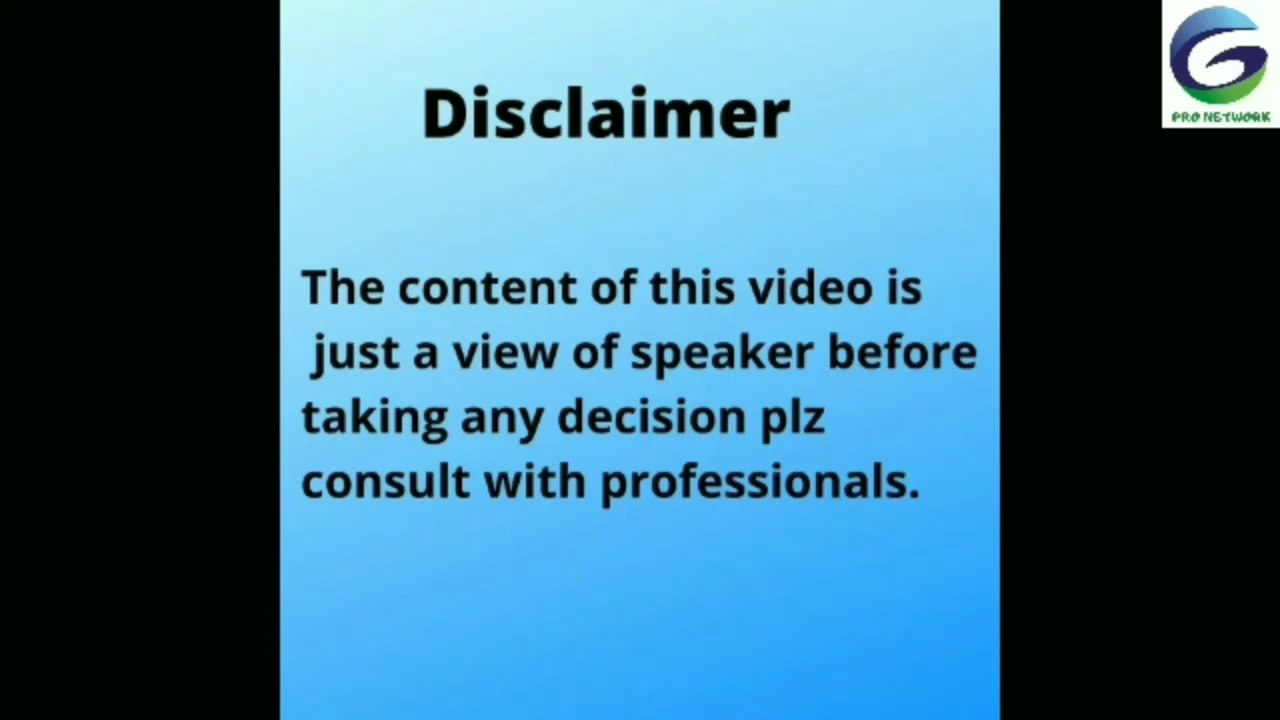 Disclaimer
The content of this video is
just a view of speaker before
taking any decision plz
consult with professionals.
PRO NETWORK